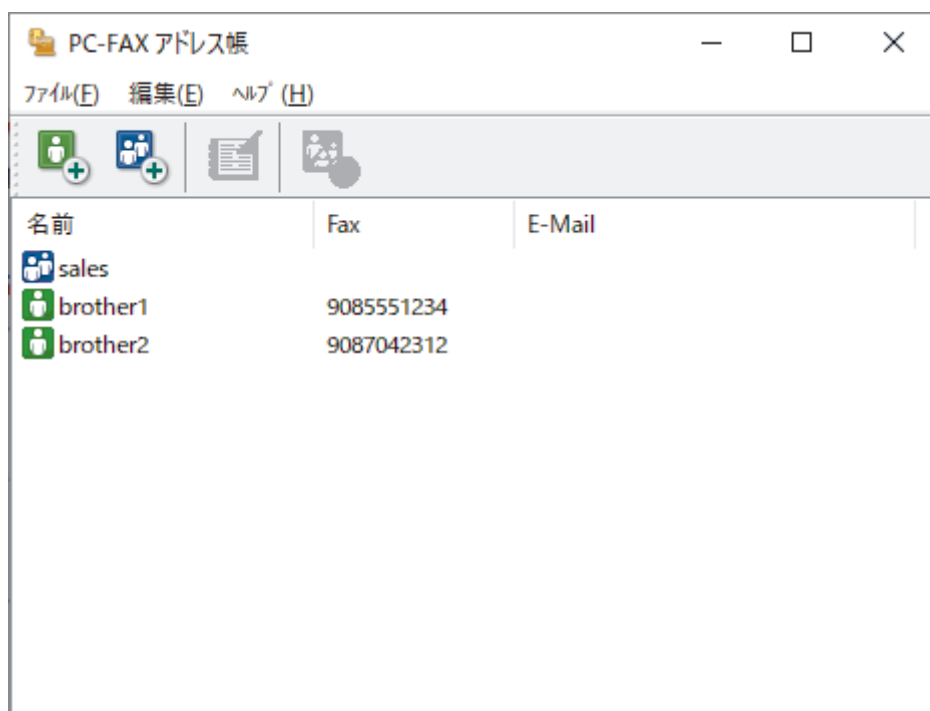 PC-FAX アドレス帳
ﾌｧｲﾙ(F) 編集(E) ﾍﾙﾌﾟ(H)
名前 Fax E-Mail
sales
brother1 9085551234
brother2 9087042312